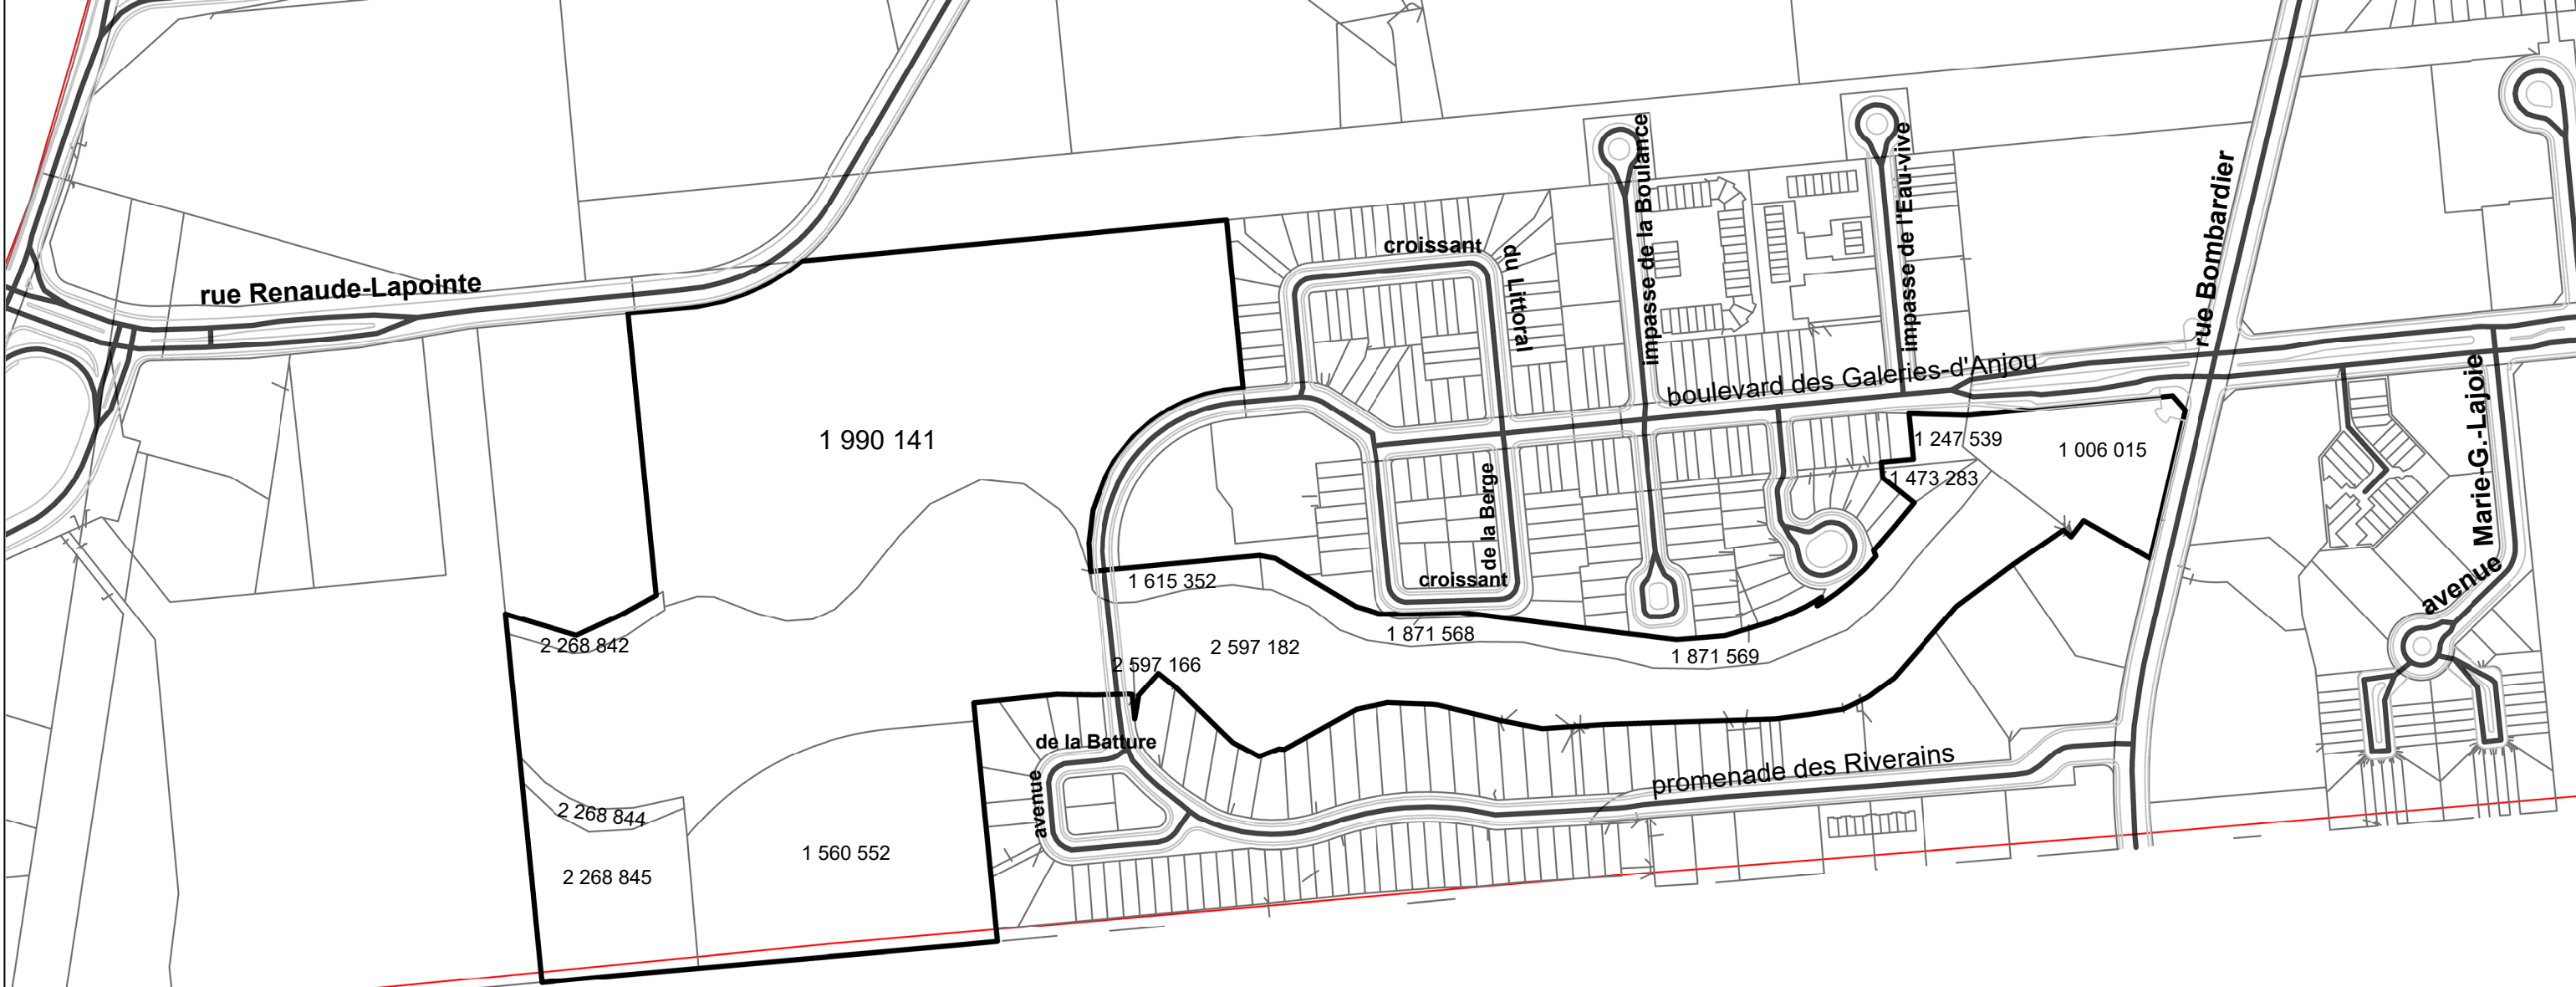 rue Renaude-Lapointe
croissant
du Littoral
impasse de la Boulance
impasse de l'Eau-vive
rue Bombardier
boulevard des Galeries-d'Anjou
Marie-G.-Lajoie
avenue
1 990 141
1 247 539
1 006 015
1 473 283
de la Berge
croissant
1 615 352
1 871 568
1 871 569
2 268 842
2 597 182
2 597 166
de la Batture
avenue
promenade des Riverains
2 268 844
1 560 552
2 268 845